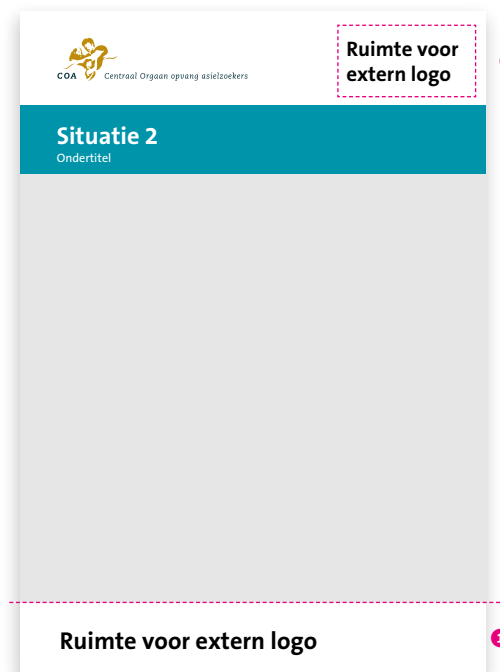 COA Centraal Orgaan opvang asielzoekers
Ruimte voor
extern logo
Situatie 2
Ondertitel
Ruimte voor extern logo